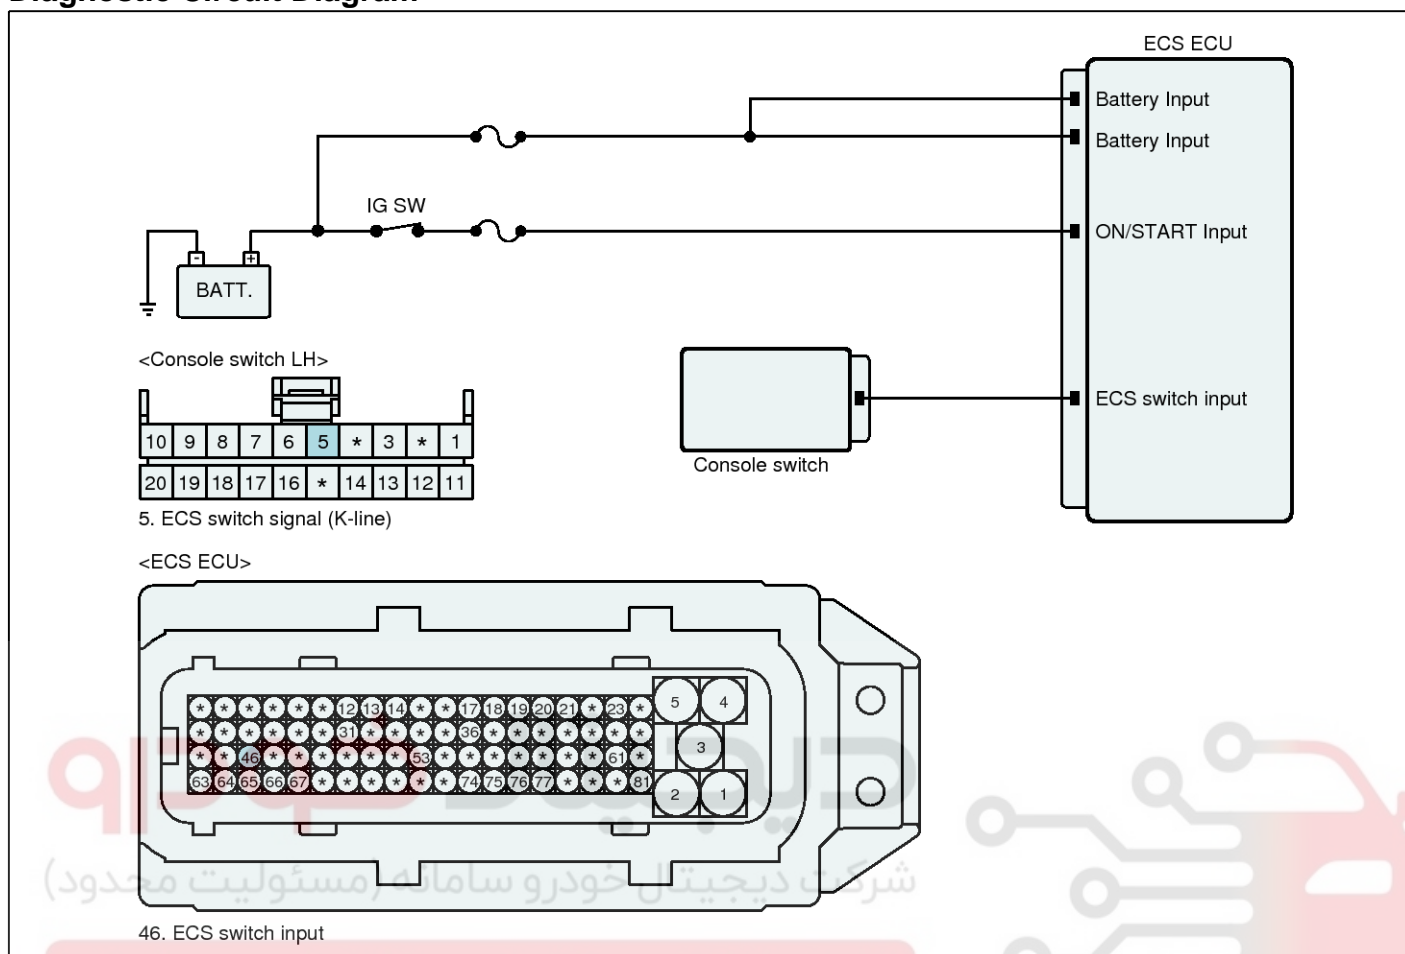 Diagnostic Circuit Diagram
ECS ECU
Battery Input
Battery Input
IG SW
ON/START Input
- +
BATT.
<Console switch LH>
ECS switch input
10 9 8 7 6 5 * 3 * 1
Console switch
20 19 18 17 16 * 14 13 12 11
5. ECS switch signal (K-line)
<ECS ECU>
* * * * * * 12 13 14 * * 17 18 19 20 21 * 23 *
* * * * * * 31 * * * * 36 * * * * * * *
* * 46 * * * * * * 53 * * * * * * * 61 *
63 64 65 66 67 * * * * * * 74 75 76 77 * * * 81
5 4
3
2 1
دیجیتال خودرو
شرکت دیجیتال خودرو سامانه (مسئولیت محدود)
46. ECS switch input